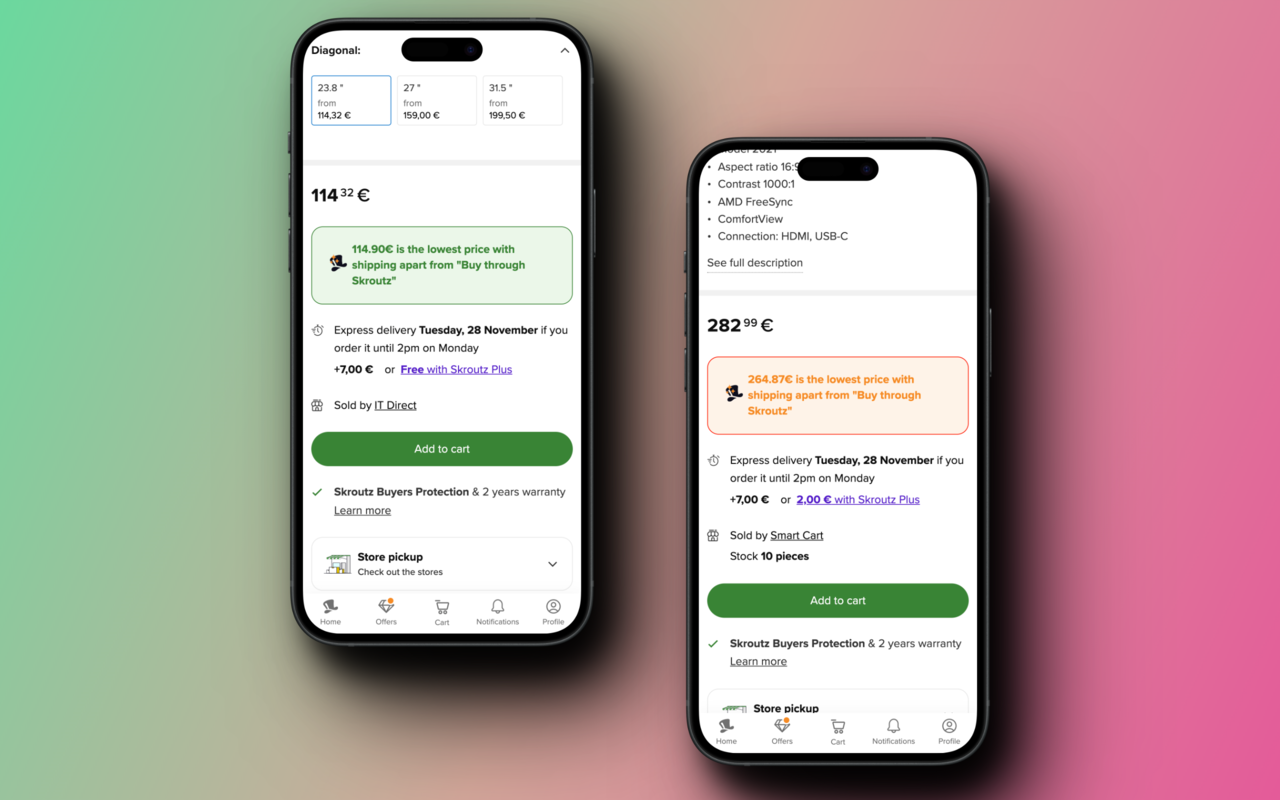 Diagonal:
23.8 "
27 "
31.5 "
from
from
from
114,32 €
159,00 €
199,50 €
114 32 €
114.90€ is the lowest price with
shipping apart from "Buy through
Skroutz"
Express delivery Tuesday, 28 November if you
order it until 2pm on Monday
+7,00 € or Free with Skroutz Plus
Sold by IT Direct
Add to cart
Skroutz Buyers Protection & 2 years warranty
Learn more
Store pickup
Check out the stores
Home
Offers
Cart
Notifications
Profile
Model 2021
• Aspect ratio 16:9
• Contrast 1000:1
• AMD FreeSync
• ComfortView
• Connection: HDMI, USB-C
See full description
282 99 €
264.87€ is the lowest price with
shipping apart from "Buy through
Skroutz"
Express delivery Tuesday, 28 November if you
order it until 2pm on Monday
+7,00 € or 2,00 € with Skroutz Plus
Sold by Smart Cart
Stock 10 pieces
Add to cart
Skroutz Buyers Protection & 2 years warranty
Learn more
Store pickup
Home
Offers
Cart
Notifications
Profile